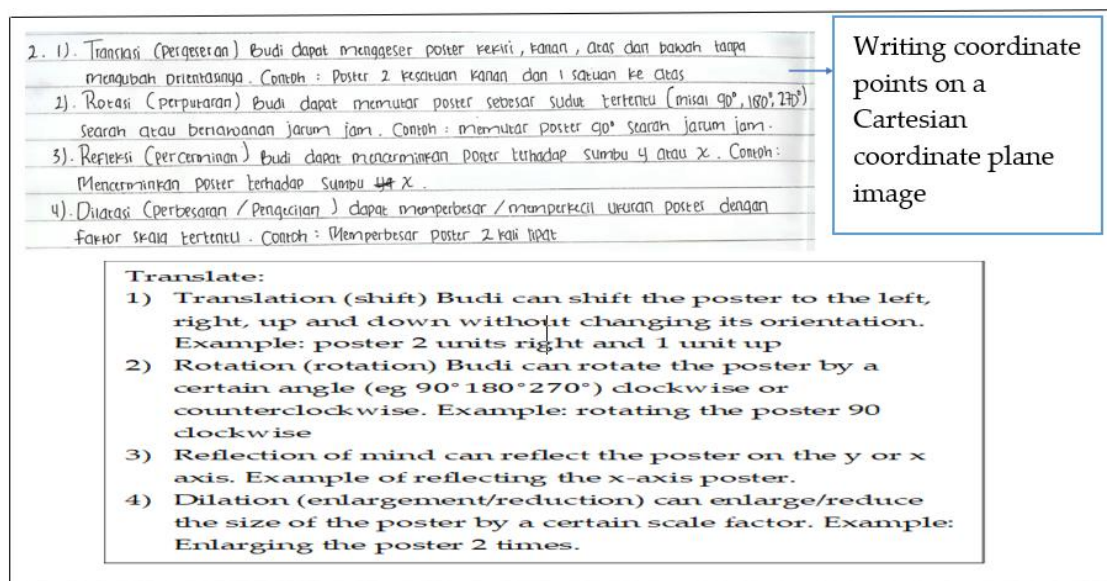 2. 1). Translasi (Pergeseran) Budi dapat menggeser poster kekiri, kanan, atas dan bawah tanpa
mengubah Orientasinya. Contoh : Poster 2 kesatuan kanan dan 1 satuan ke atas
2). Rotasi (perputaran) Budi dapat memutar poster sebesar sudut tertentu (misal 90°, 180°, 270°)
Searah atau berlawanan jarum jam. Contoh : memutar poster 90° searah jarum jam.
3). Refleksi (Percerminan) Budi dapat mencerminkan Poster terhadap sumbu y atau x. Contoh :
Mencerminkan Poster terhadap Sumbu x.
4). Dilatasi (Perbesaran / Pengecilan) dapat memperbesar / memperkecil ukuran poster dengan
faktor skala tertentu. Contoh : Memperbesar Poster 2 kali lipat
Writing coordinate
points on a
Cartesian
coordinate plane
image
Translate:
1) Translation (shift) Budi can shift the poster to the left,
right, up and down without changing its orientation.
Example: poster 2 units right and 1 unit up
2) Rotation (rotation) Budi can rotate the poster by a
certain angle (eg 90°180°270°) clockwise or
counterclockwise. Example: rotating the poster 90
clockwise
3) Reflection of mind can reflect the poster on the y or x
axis. Example of reflecting the x-axis poster.
4) Dilation (enlargement/reduction) can enlarge/reduce
the size of the poster by a certain scale factor. Example:
Enlarging the poster 2 times.